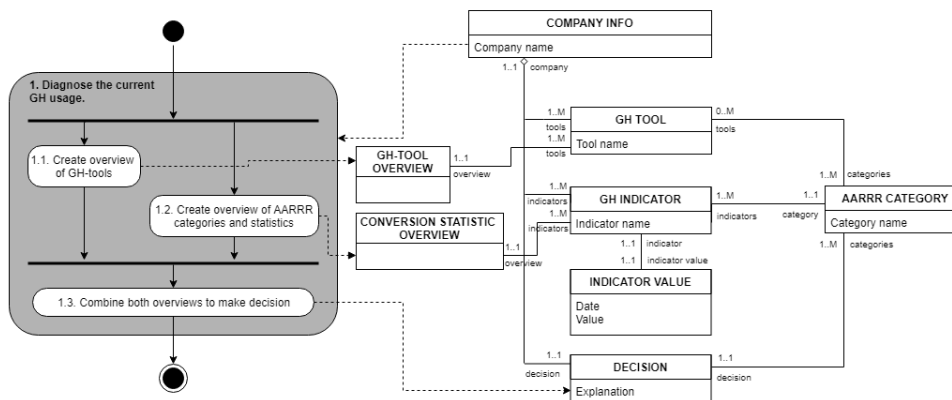 COMPANY INFO
Company name
1..1
company
1. Diagnose the current
GH usage.
1.1. Create overview
of GH-tools
1.2. Create overview of AARRR
categories and statistics
1.3. Combine both overviews to make decision
GH-TOOL
OVERVIEW
1..1
overview
CONVERSION STATISTIC
OVERVIEW
1..1
overview
1..M
tools
1..M
tools
GH TOOL
Tool name
0..M
tools
1..M
indicators
1..M
indicators
GH INDICATOR
Indicator name
1..M
indicators
1..1
indicator
1..1
indicator value
INDICATOR VALUE
Date
Value
1..M
categories
1..1
category
AARRR CATEGORY
Category name
1..M
categories
1..1
decision
DECISION
Explanation
1..1
decision